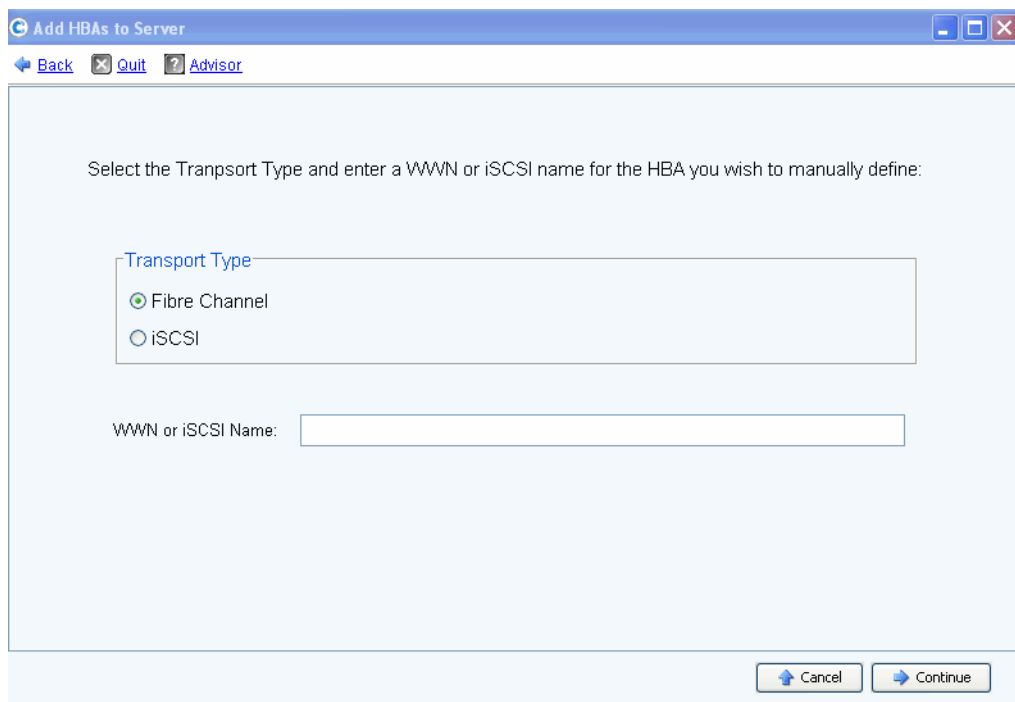 Add HBAs to Server
Back Quit Advisor
Select the Tranpsort Type and enter a WWN or iSCSI name for the HBA you wish to manually define:
Transport Type
Fibre Channel
iSCSI
WWN or iSCSI Name:
Cancel Continue